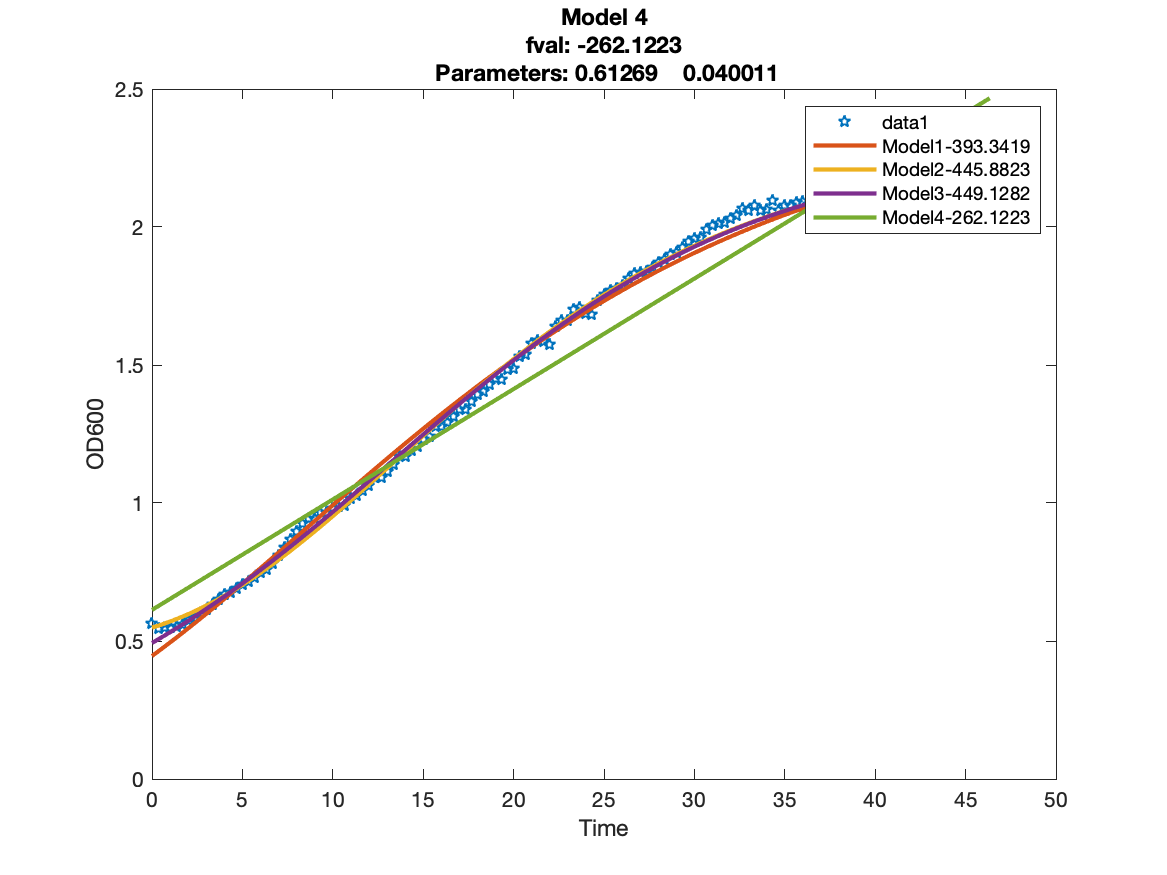 Model 4
fval: -262.1223
Parameters: 0.61269 0.040011
2.5
2
1.5
1
0.5
0
OD600
data1
Model1-393.3419
Model2-445.8823
Model3-449.1282
Model4-262.1223
0 5 10 15 20 25 30 35 40 45 50
Time